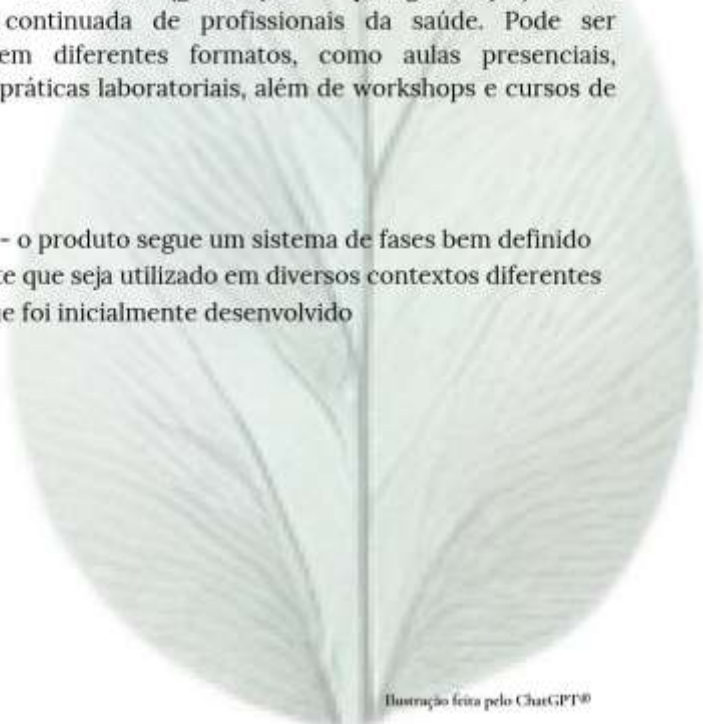 continuada de profissionais da saúde. Pode ser
em diferentes formatos, como aulas presenciais,
práticas laboratoriais, além de workshops e cursos de
- o produto segue um sistema de fases bem definido
te que seja utilizado em diversos contextos diferentes
e foi inicialmente desenvolvido
Ilustração feita pelo ChatGPT®